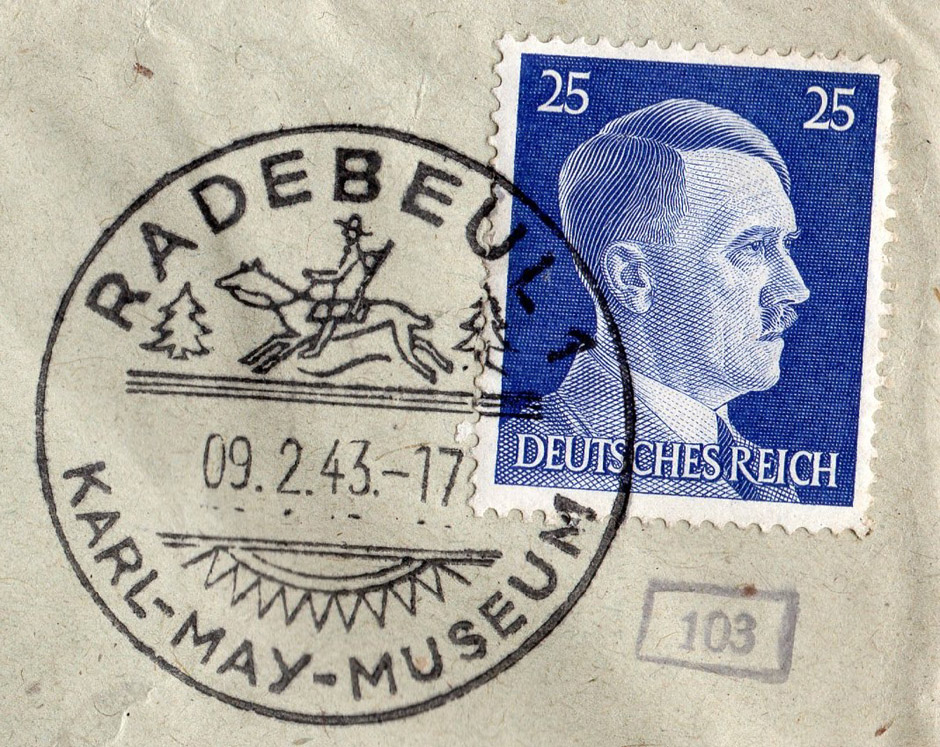 25 25
RADEBEUL 1
09.2.43.-17
DEUTSCHES REICH
KARL-MAY-MUSEUM
103